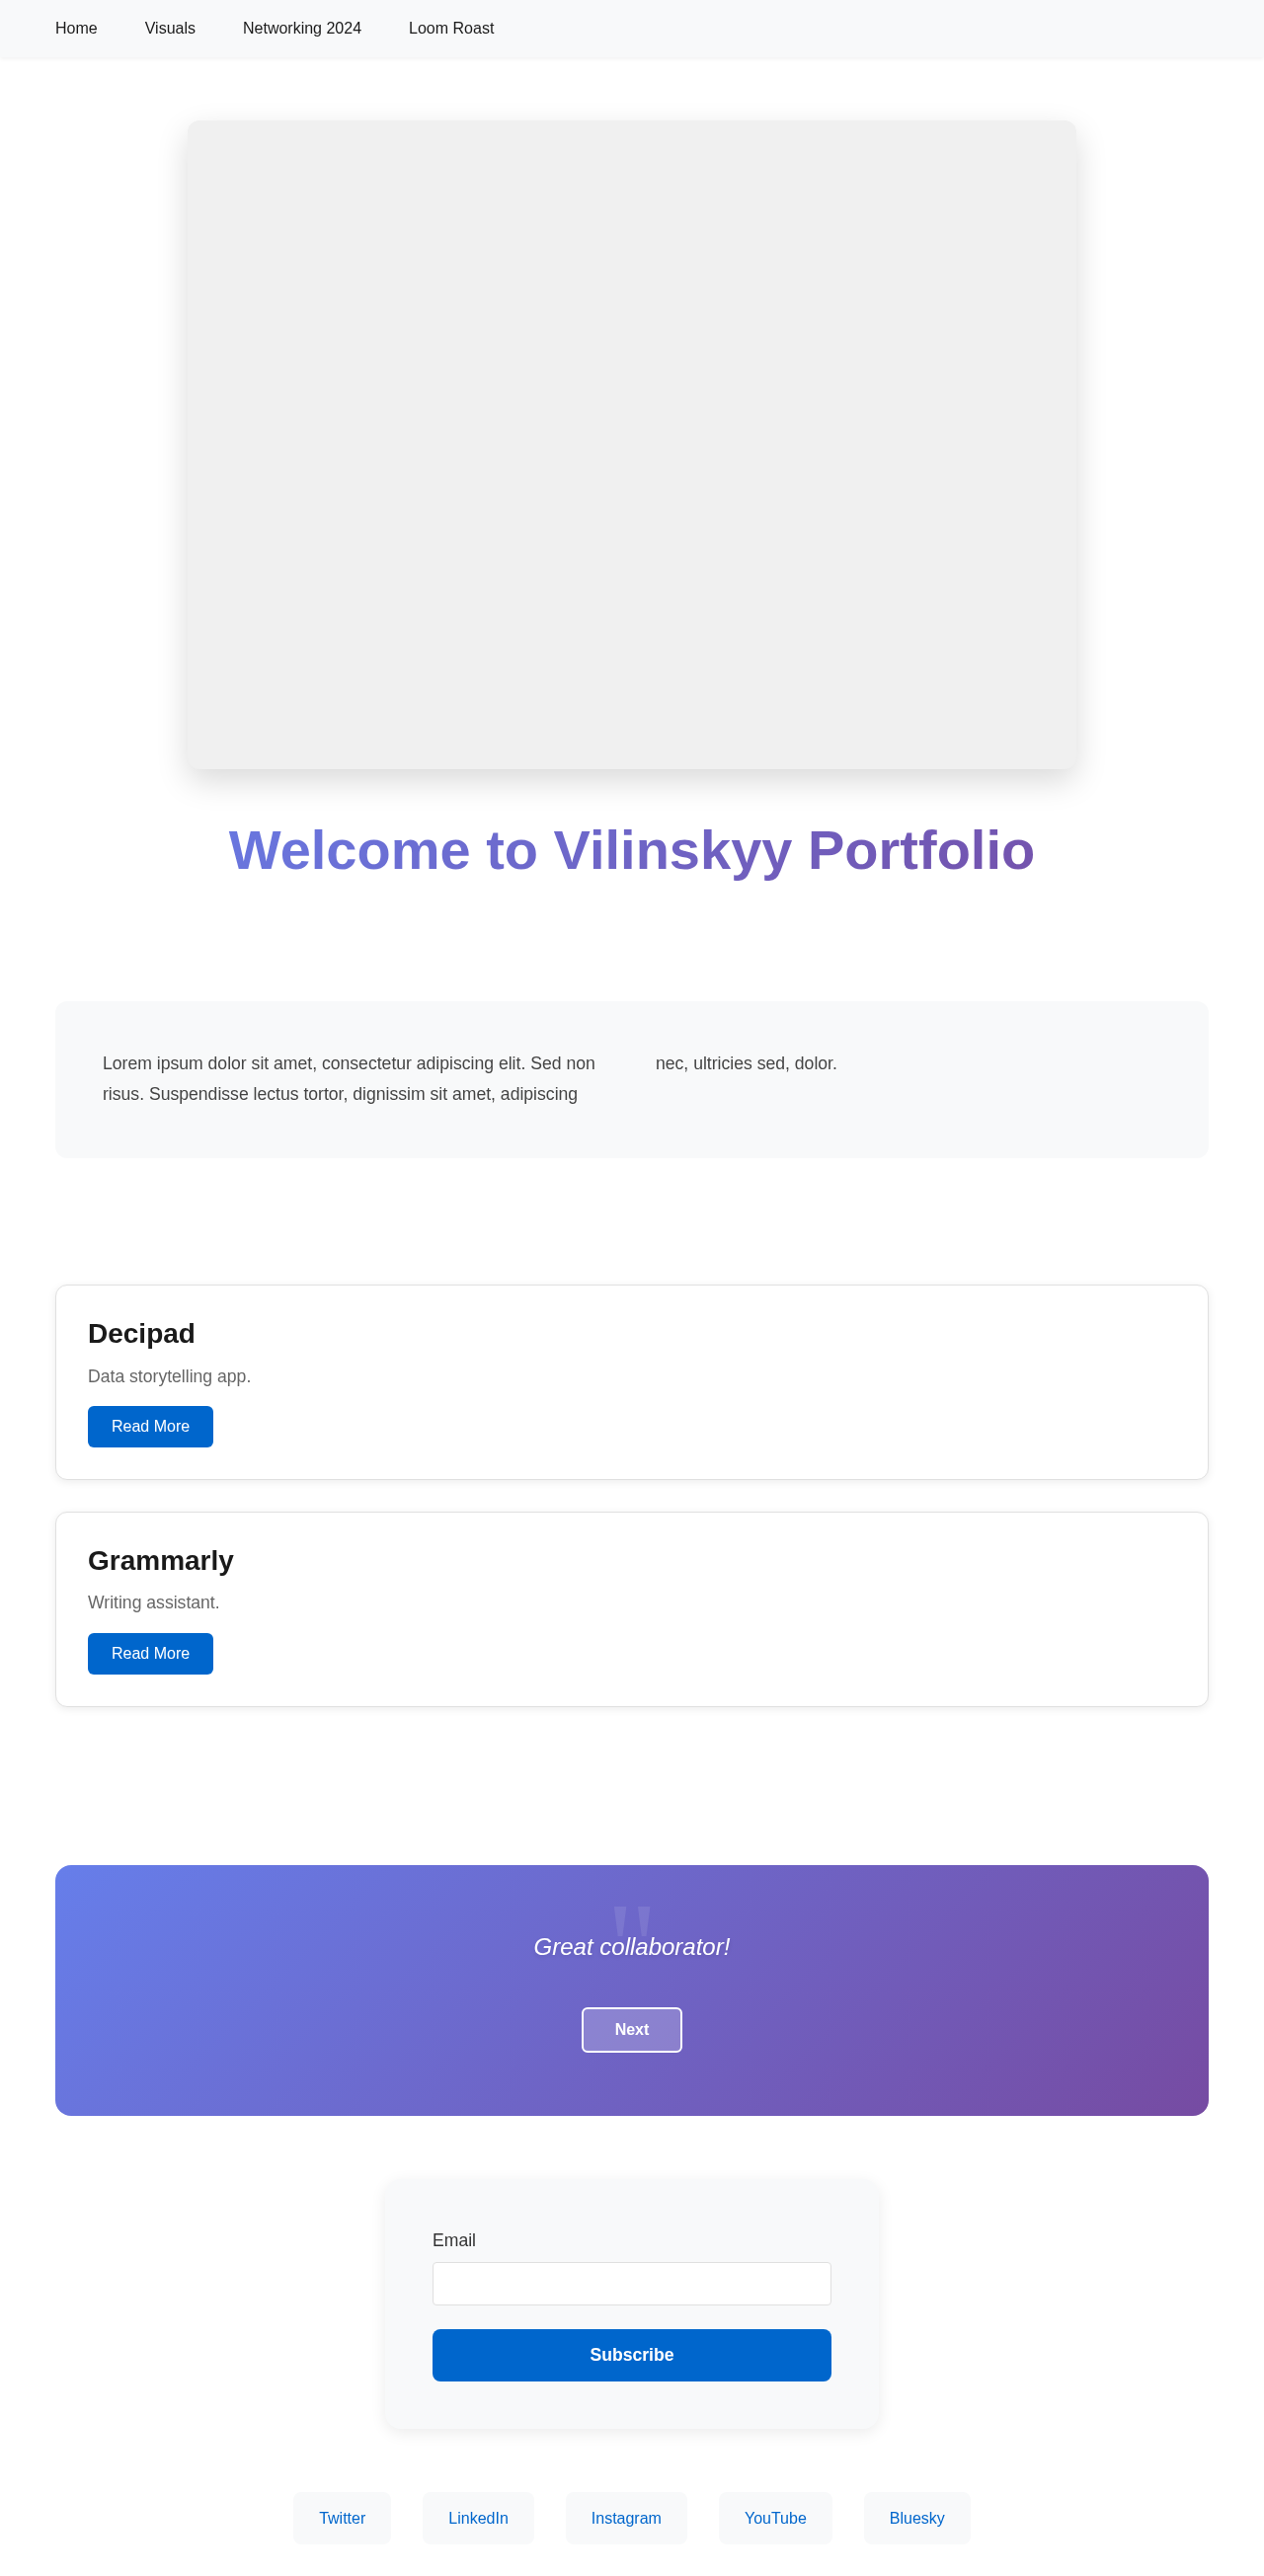 Home Visuals Networking 2024 Loom Roast
Welcome to Vilinskyy Portfolio
Lorem ipsum dolor sit amet, consectetur adipiscing elit. Sed non
risus. Suspendisse lectus tortor, dignissim sit amet, adipiscing
nec, ultricies sed, dolor.
Decipad
Data storytelling app.
Read More
Grammarly
Writing assistant.
Read More
"
Great collaborator!
Next
Email
Subscribe
Twitter LinkedIn Instagram YouTube Bluesky